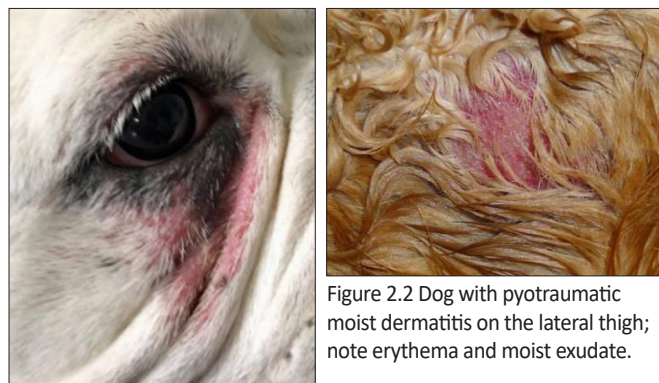 Figure 2.2 Dog with pyotraumatic
moist dermatitis on the lateral thigh;
note erythema and moist exudate.